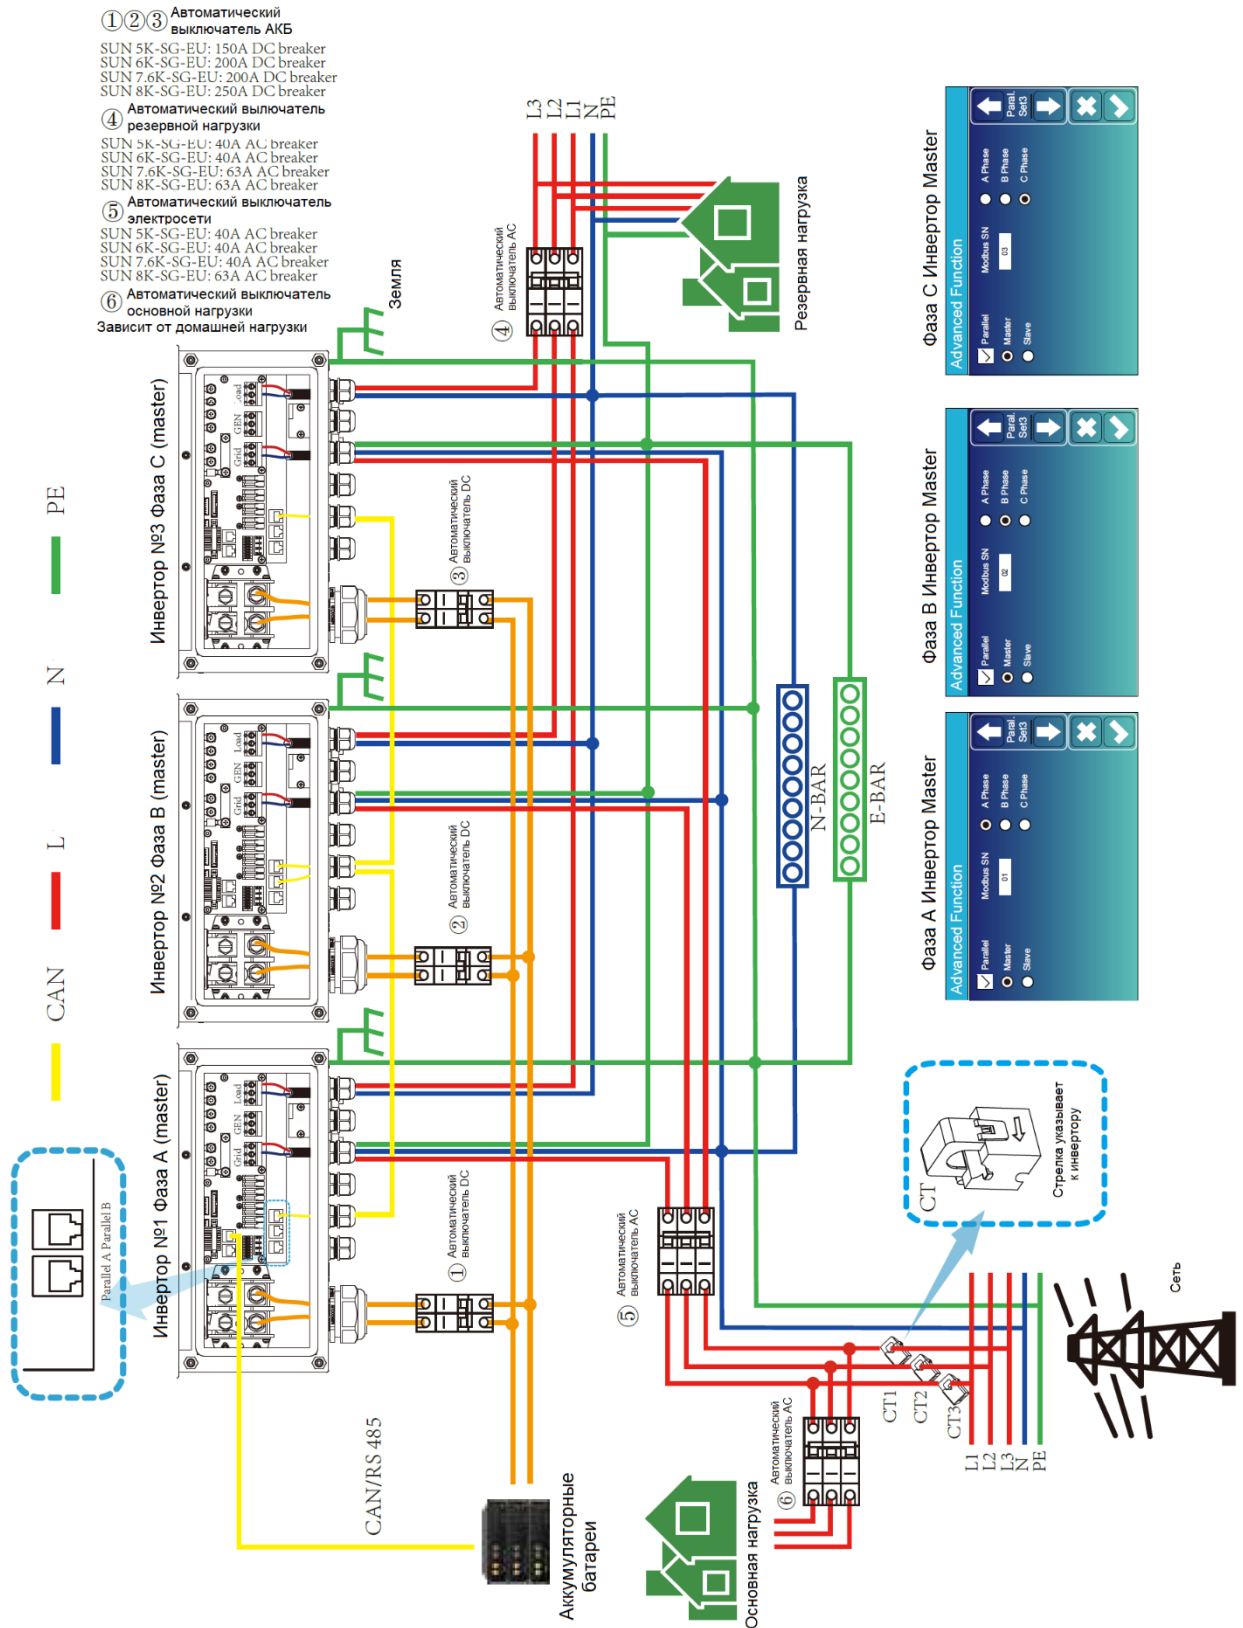 ①②③ Автоматический
выключатель АКБ
SUN 5K-SG-EU: 150A DC breaker
SUN 6K-SG-EU: 200A DC breaker
SUN 7.6K-SG-EU: 200A DC breaker
SUN 8K-SG-EU: 250A DC breaker
④ Автоматический вылючатель
резервной нагрузки
SUN 5K-SG-EU: 40A AC breaker
SUN 6K-SG-EU: 40A AC breaker
SUN 7.6K-SG-EU: 63A AC breaker
SUN 8K-SG-EU: 63A AC breaker
⑤ Автоматический выключатель
электросети
SUN 5K-SG-EU: 40A AC breaker
SUN 6K-SG-EU: 40A AC breaker
SUN 7.6K-SG-EU: 40A AC breaker
SUN 8K-SG-EU: 63A AC breaker
⑥ Автоматический выключатель
основной нагрузки
Зависит от домашней нагрузки
CAN
L
N
PE
Parallel A Parallel B
Инвертор №1 Фаза A (master)
Grid
GEN
Load
Инвертор №2 Фаза B (master)
Grid
GEN
Load
Инвертор №3 Фаза C (master)
Grid
GEN
Load
Земля
① Автоматический
выключатель DC
② Автоматический
выключатель DC
③ Автоматический
выключатель DC
④ Автоматический
выключатель AC
L3
L2
L1
N
PE
Резервная нагрузка
CAN/RS 485
Аккумуляторные
батареи
⑤ Автоматический
выключатель AC
⑥ Автоматический
выключатель AC
Основная нагрузка
N-BAR
E-BAR
CT1
CT2
CT3
L1
L2
L3
N
PE
CT
Стрелка указывает
к инвертору
Сеть
Фаза A Инвертор Master
Advanced Function
Parallel
Master
Slave
Modbus SN
01
A Phase
B Phase
C Phase
Paral.
Set3
Фаза B Инвертор Master
Advanced Function
Parallel
Master
Slave
Modbus SN
02
A Phase
B Phase
C Phase
Paral.
Set3
Фаза C Инвертор Master
Advanced Function
Parallel
Master
Slave
Modbus SN
03
A Phase
B Phase
C Phase
Paral.
Set3